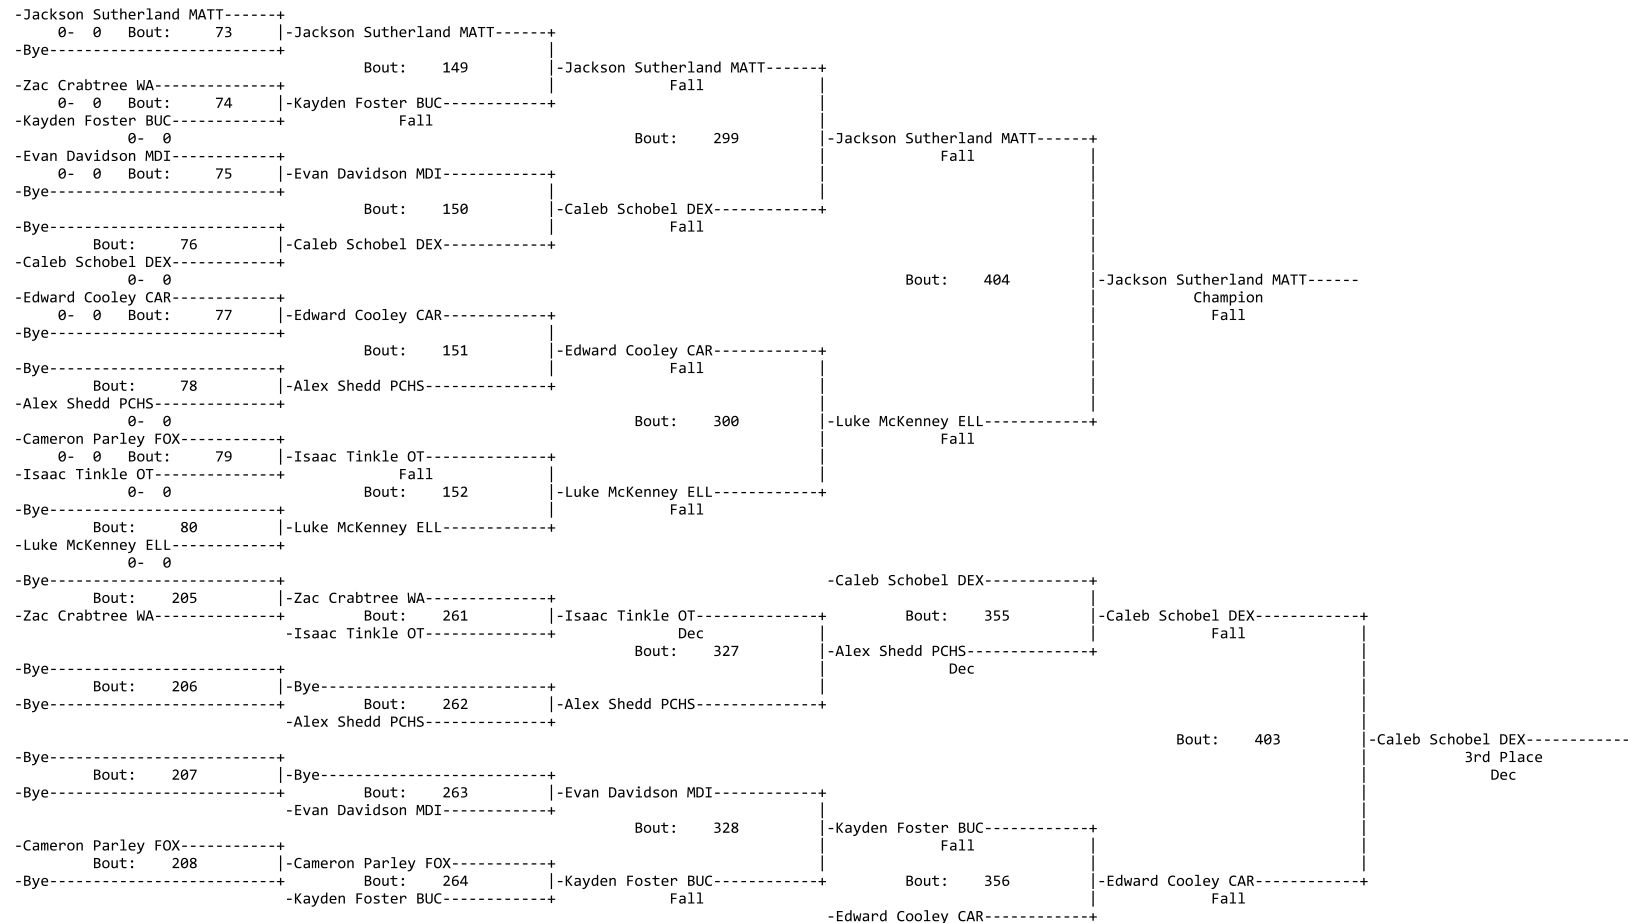 -Jackson Sutherland MATT------+
0- 0 Bout: 73 |-Jackson Sutherland MATT------+
-Bye--------------------------+ |
Bout: 149 |-Jackson Sutherland MATT------+
-Zac Crabtree WA--------------+ | Fall |
0- 0 Bout: 74 |-Kayden Foster BUC------------+ |
-Kayden Foster BUC------------+ Fall |
0- 0 Bout: 299 |-Jackson Sutherland MATT------+
-Evan Davidson MDI------------+ | Fall |
0- 0 Bout: 75 |-Evan Davidson MDI------------+ | |
-Bye--------------------------+ | | |
Bout: 150 |-Caleb Schobel DEX------------+ |
-Bye--------------------------+ | Fall |
Bout: 76 |-Caleb Schobel DEX------------+ |
-Caleb Schobel DEX------------+ |
0- 0 Bout: 404 |-Jackson Sutherland MATT------
-Edward Cooley CAR------------+ | Champion
0- 0 Bout: 77 |-Edward Cooley CAR------------+ | Fall
-Bye--------------------------+ | |
Bout: 151 |-Edward Cooley CAR------------+ |
-Bye--------------------------+ | Fall | |
Bout: 78 |-Alex Shedd PCHS--------------+ | |
-Alex Shedd PCHS--------------+ | |
0- 0 Bout: 300 |-Luke McKenney ELL------------+
-Cameron Parley FOX-----------+ | Fall
0- 0 Bout: 79 |-Isaac Tinkle OT--------------+ |
-Isaac Tinkle OT--------------+ Fall | |
0- 0 Bout: 152 |-Luke McKenney ELL------------+
-Bye--------------------------+ | Fall
Bout: 80 |-Luke McKenney ELL------------+
-Luke McKenney ELL------------+
0- 0
-Bye--------------------------+ -Caleb Schobel DEX------------+
Bout: 205 |-Zac Crabtree WA--------------+ |
-Zac Crabtree WA--------------+ Bout: 261 |-Isaac Tinkle OT--------------+ Bout: 355 |-Caleb Schobel DEX------------+
-Isaac Tinkle OT--------------+ Dec | | Fall |
Bout: 327 |-Alex Shedd PCHS--------------+ |
-Bye--------------------------+ | Dec |
Bout: 206 |-Bye--------------------------+ | |
-Bye--------------------------+ Bout: 262 |-Alex Shedd PCHS--------------+ |
-Alex Shedd PCHS--------------+ |
Bout: 403 |-Caleb Schobel DEX------------
-Bye--------------------------+ | 3rd Place
Bout: 207 |-Bye--------------------------+ | Dec
-Bye--------------------------+ Bout: 263 |-Evan Davidson MDI------------+ |
-Evan Davidson MDI------------+ | |
Bout: 328 |-Kayden Foster BUC------------+ |
-Cameron Parley FOX-----------+ | Fall | |
Bout: 208 |-Cameron Parley FOX-----------+ | | |
-Bye--------------------------+ Bout: 264 |-Kayden Foster BUC------------+ Bout: 356 |-Edward Cooley CAR------------+
-Kayden Foster BUC------------+ Fall | Fall
-Edward Cooley CAR------------+